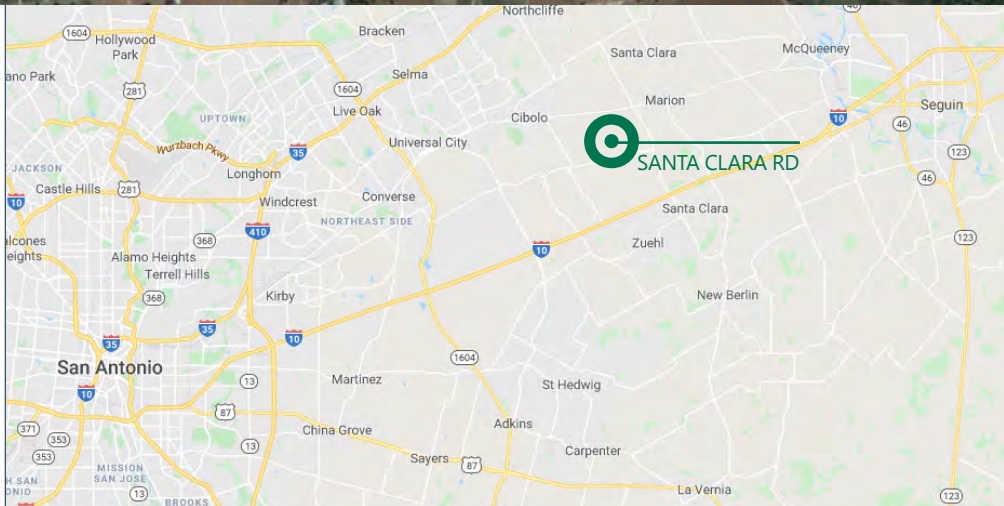 Northcliffe
1604
Hollywood
Park
Bracken
46
Santa Clara
McQueeney
ano Park
281
Selma
1604
Live Oak
Marion
Seguin
UPTOWN
Cibolo
10
46
Wurzbach Pkwy
35
Universal City
123
SANTA CLARA RD
E JACKSON
Longhorn
Castle Hills
281
10
Windcrest
Converse
46
Santa Clara
NORTHEAST SIDE
410
368
123
alcones
eights
Alamo Heights
Terrell Hills
10
Zuehl
368
Kirby
New Berlin
35
10
35
San Antonio
1604
13
Martinez
St Hedwig
10
87
371
353
353
China Grove
Adkins
13
Carpenter
Sayers
87
MISSION
SAN JOSE
H SAN
ONIO
13
BROOKS
La Vernia
123